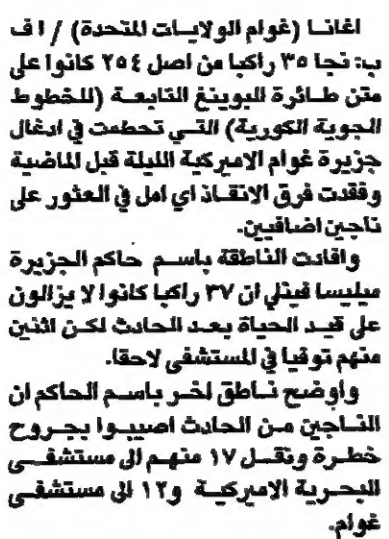 اغانا (غوام الولايات المتحدة) / ا ف
ب: نجا ٣٥ راكبا من اصل ٢٥٤ كانوا على
متن طائرة البوينغ التابعة (للخطوط
الجوية الكورية) التي تحطمت في ادغال
جزيرة غوام الاميركية الليلة قبل الماضية
وفقدت فرق الانقاذ اي امل في العثور على
ناجين اضافيين.
وافادت الناطقة باسم حاكم الجزيرة
ميليسا فينلي ان ٣٧ راكبا كانوا لا يزالون
على قيد الحياة بعد الحادث لكن اثنين
منهم توفيا في المستشفى لاحقا.
واوضح ناطق اخر باسم الحاكم ان
الناجين من الحادث اصيبوا بجروح
خطرة ونقل ١٧ منهم الى مستشفى
البحرية الاميركية و١٢ الى مستشفى
غوام.